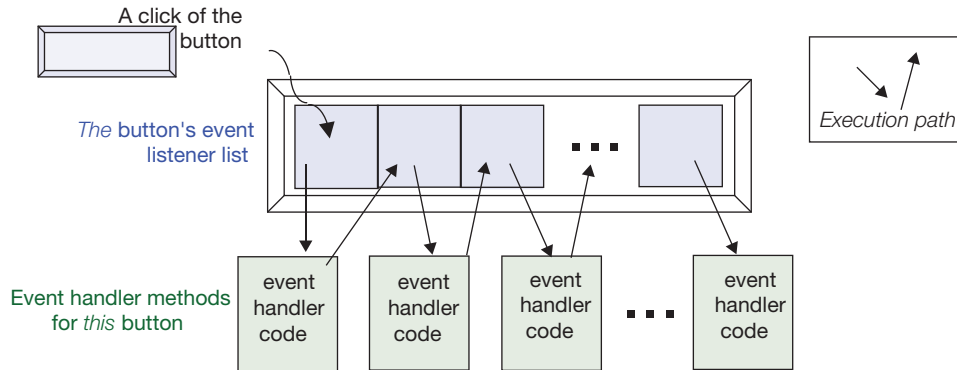 A click of the
button
Execution path
The button's event
listener list
Event handler methods
for this button
event
handler
code
event
handler
code
event
handler
code
event
handler
code